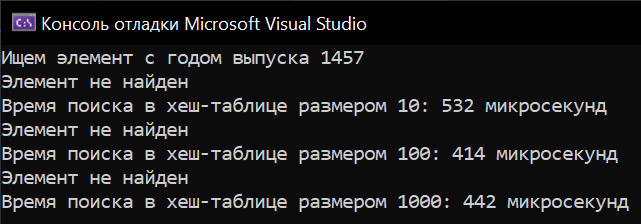 Консоль отладки Microsoft Visual Studio
Ищем элемент с годом выпуска 1457
Элемент не найден
Время поиска в хеш-таблице размером 10: 532 микросекунд
Элемент не найден
Время поиска в хеш-таблице размером 100: 414 микросекунд
Элемент не найден
Время поиска в хеш-таблице размером 1000: 442 микросекунд